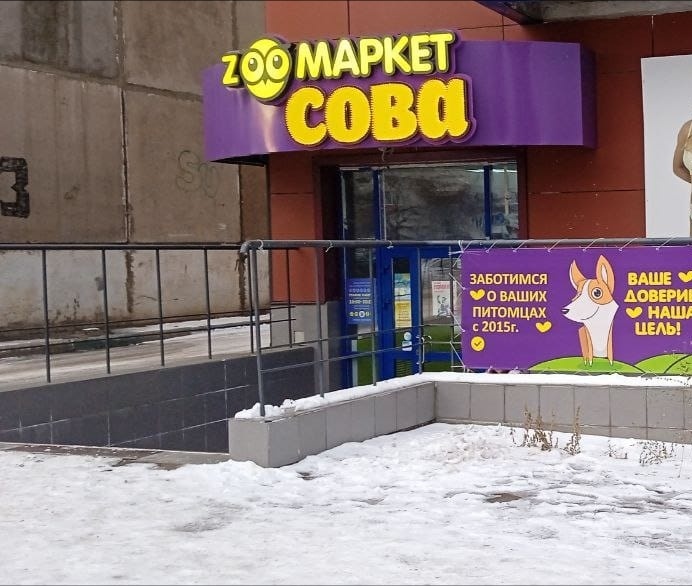 ZOO МАРКЕТ
СОВА
ЗАБОТИМСЯ
О ВАШИХ
ПИТОМЦАХ
с 2015г.
ВАШЕ
ДОВЕРИЕ
НАША
ЦЕЛЬ!